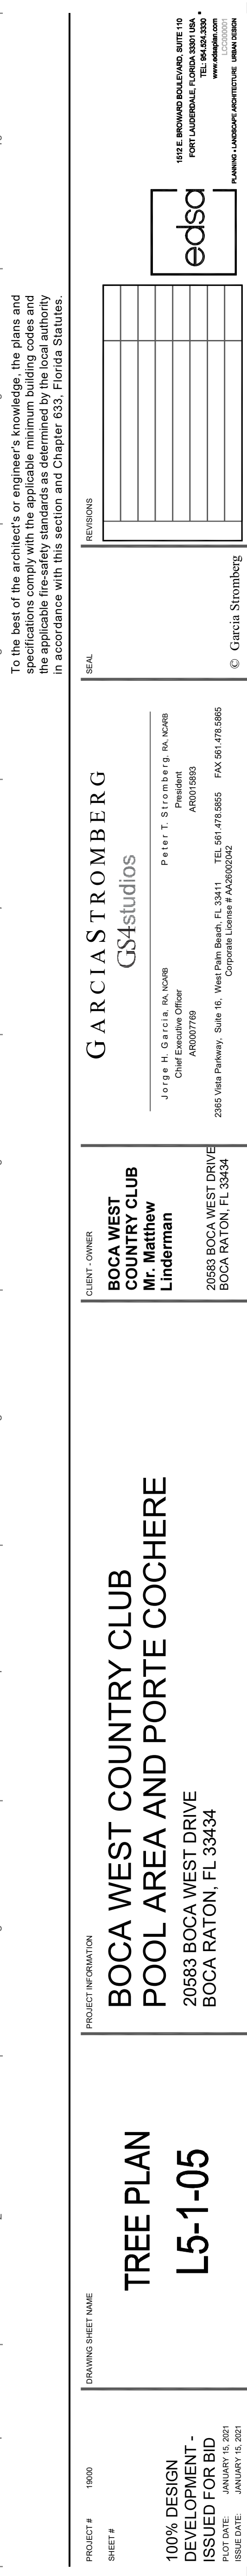 To the best of the architect's or engineer's knowledge, the plans and
specifications comply with the applicable minimum building codes and
the applicable fire-safety standards as determined by the local authority
in accordance with this section and Chapter 633, Florida Statutes.
PROJECT # 19000
SHEET #
100% DESIGN
DEVELOPMENT -
ISSUED FOR BID
PLOT DATE: JANUARY 15, 2021
ISSUE DATE: JANUARY 15, 2021
DRAWING SHEET NAME
TREE PLAN
L5-1-05
PROJECT INFORMATION
BOCA WEST COUNTRY CLUB
POOL AREA AND PORTE COCHERE
20583 BOCA WEST DRIVE
BOCA RATON, FL 33434
CLIENT - OWNER
BOCA WEST
COUNTRY CLUB
Mr. Matthew
Linderman
20583 BOCA WEST DRIVE
BOCA RATON, FL 33434
GARCIASTROMBERG
GS4studios
Jorge H. Garcia, RA, NCARB
Chief Executive Officer
AR0007769
Peter T. Stromberg, RA, NCARB
President
AR0015893
2365 Vista Parkway, Suite 16, West Palm Beach, FL 33411 TEL 561.478.5855 FAX 561.478.5865
Corporate License # AA26002042
SEAL
© Garcia Stromberg
REVISIONS
edsa
1512 E. BROWARD BOULEVARD, SUITE 110
FORT LAUDERDALE, FLORIDA 33301 USA
TEL: 954.524.3330 •
www.edsaplan.com
LCC000001
PLANNING • LANDSCAPE ARCHITECTURE URBAN DESIGN